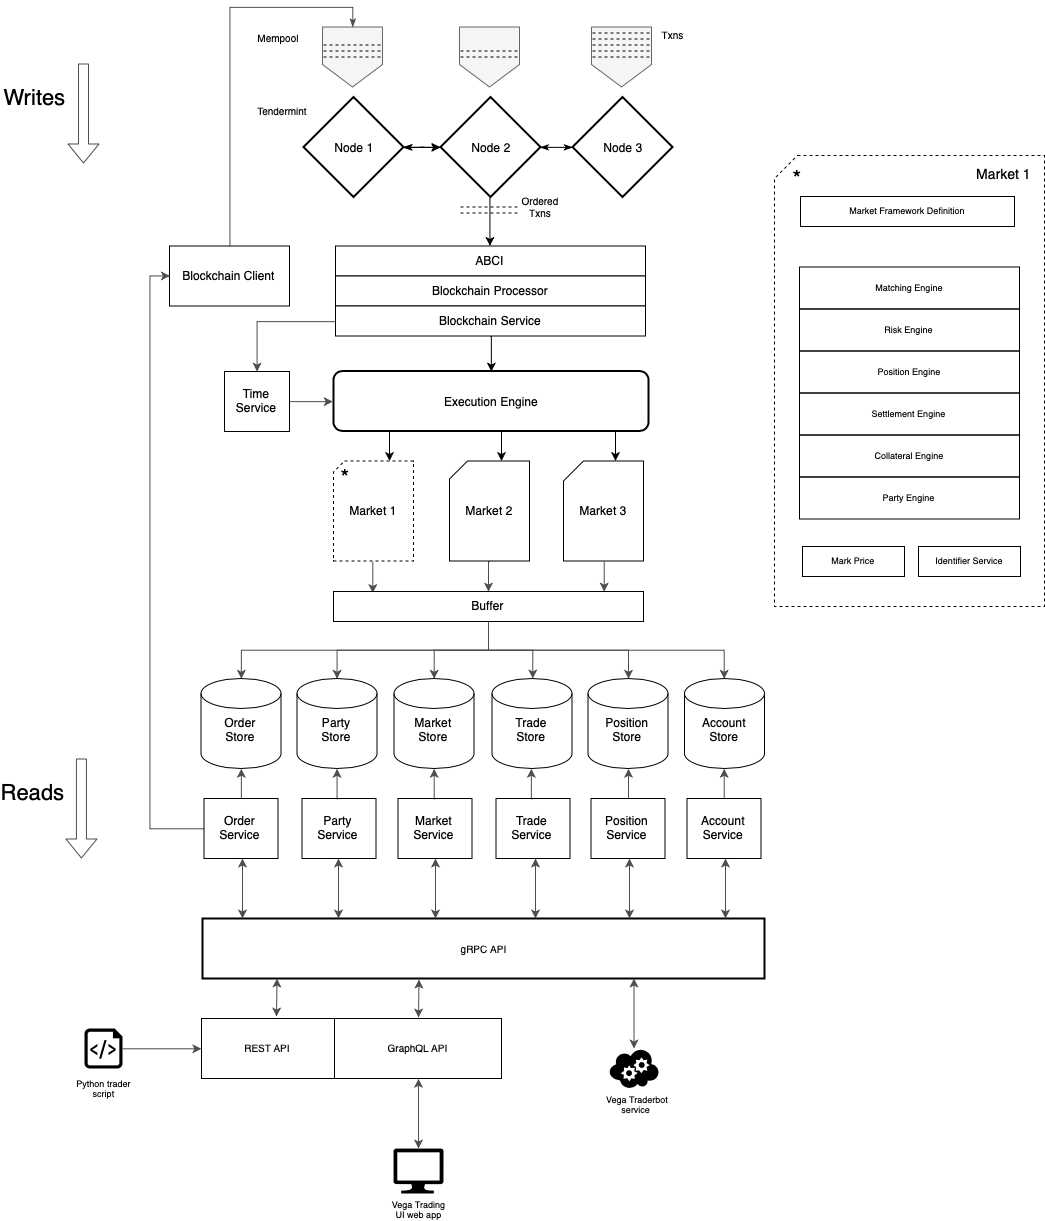 Mempool
Txns
Writes
Tendermint
Node 1
Node 2
Node 3
Ordered
Txns
*
Market 1
Market Framework Definition
Matching Engine
Risk Engine
Position Engine
Settlement Engine
Collateral Engine
Party Engine
Mark Price
Identifier Service
Blockchain Client
ABCI
Blockchain Processor
Blockchain Service
Time
Service
Execution Engine
*
Market 1
Market 2
Market 3
Buffer
Order
Store
Party
Store
Market
Store
Trade
Store
Position
Store
Account
Store
Reads
Order
Service
Party
Service
Market
Service
Trade
Service
Position
Service
Account
Service
gRPC API
REST API
GraphQL API
</>
Python trader
script
Vega Traderbot
service
Vega Trading
UI web app